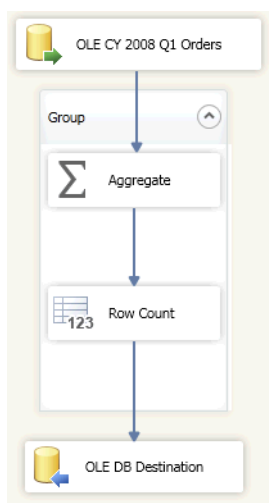 OLE CY 2008 Q1 Orders
Group
Aggregate
123
Row Count
OLE DB Destination